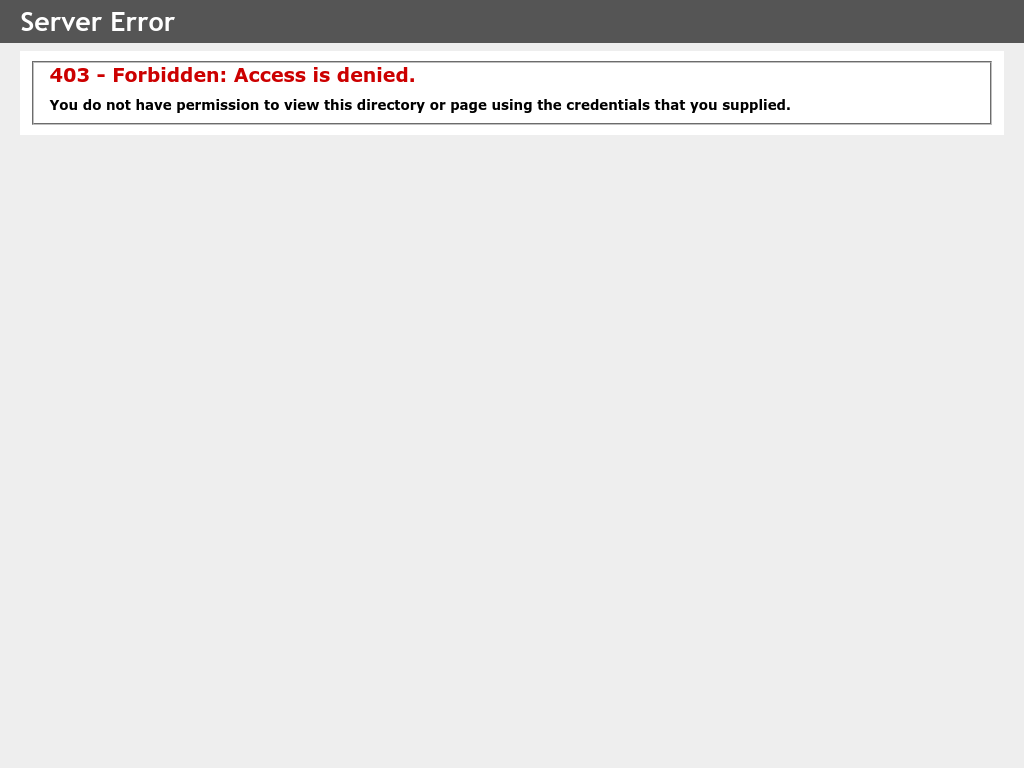 Server Error
403 - Forbidden: Access is denied.
You do not have permission to view this directory or page using the credentials that you supplied.